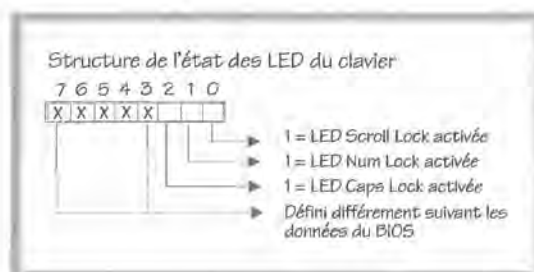 Structure de l'état des LED du clavier
7 6 5 4 3 2 1 0
X X X X X
1 = LED Scroll Lock activée
1 = LED Num Lock activée
1 = LED Caps Lock activée
Défini différement suivant les
données du BIOS